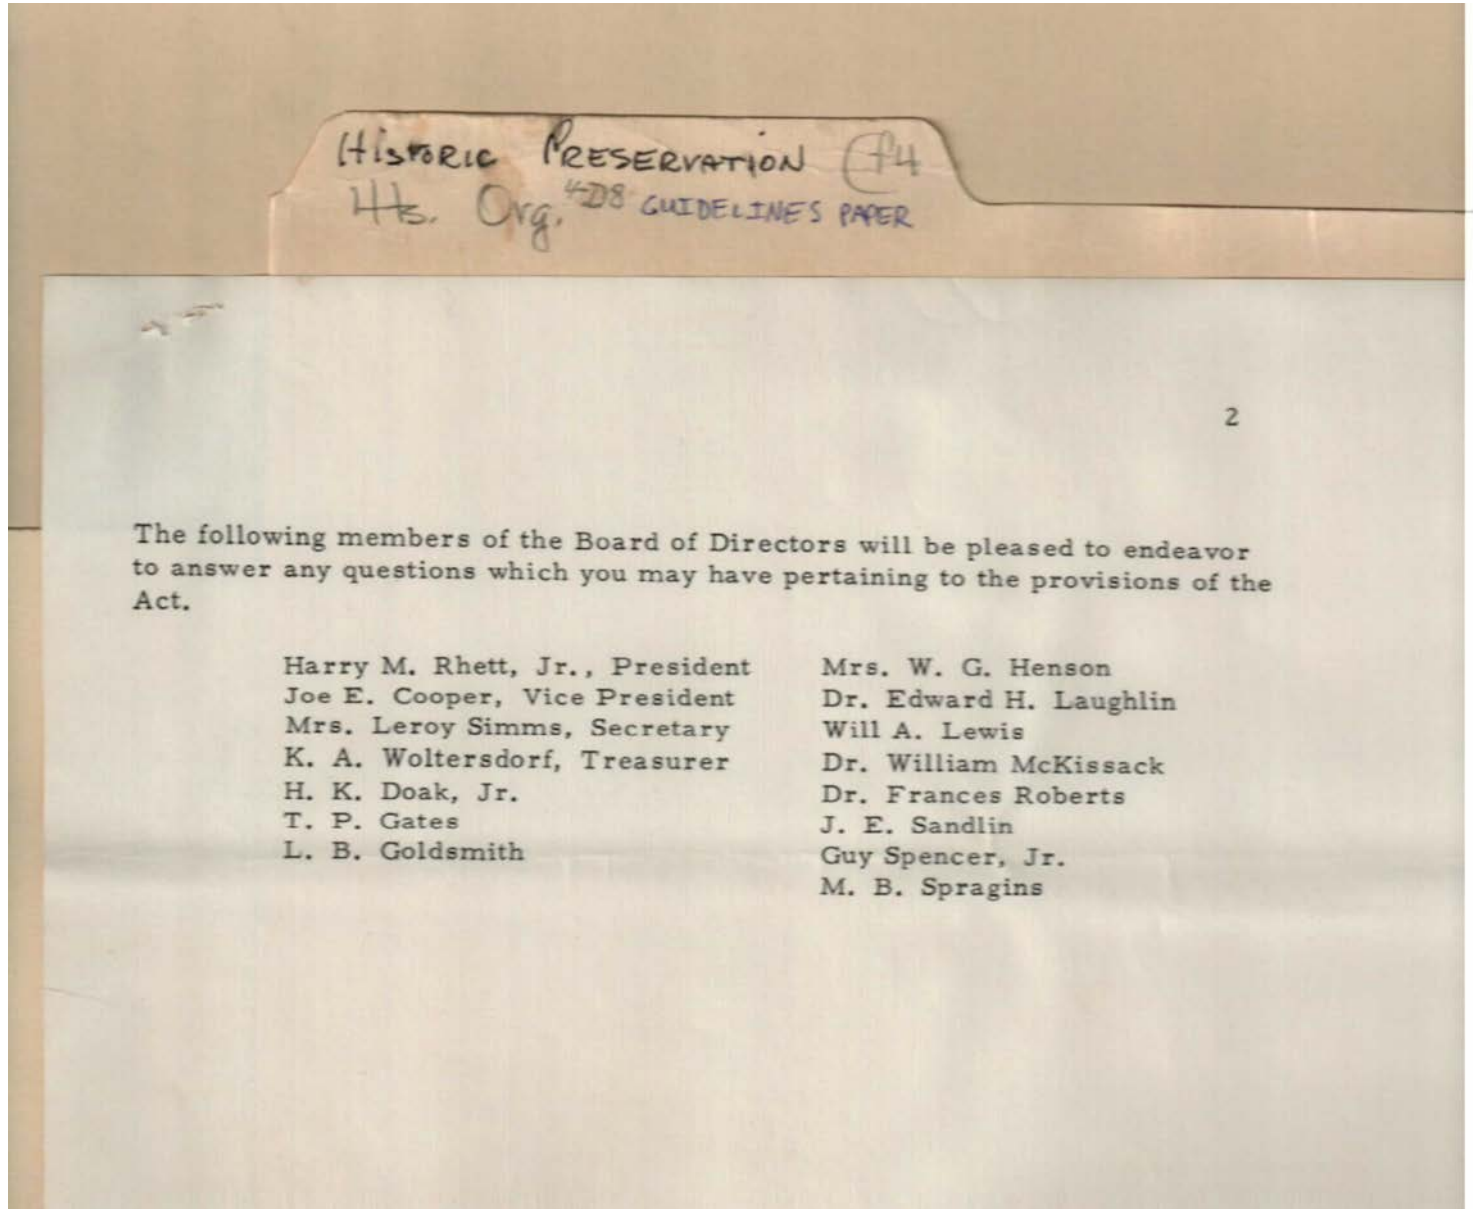 HISTORIC PRESERVATION (f4
Hs. Org. 4-D8 GUIDELINES PAPER
2
The following members of the Board of Directors will be pleased to endeavor
to answer any questions which you may have pertaining to the provisions of the
Act.
Harry M. Rhett, Jr., President
Joe E. Cooper, Vice President
Mrs. Leroy Simms, Secretary
K. A. Woltersdorf, Treasurer
H. K. Doak, Jr.
T. P. Gates
L. B. Goldsmith
Mrs. W. G. Henson
Dr. Edward H. Laughlin
Will A. Lewis
Dr. William McKissack
Dr. Frances Roberts
J. E. Sandlin
Guy Spencer, Jr.
M. B. Spragins